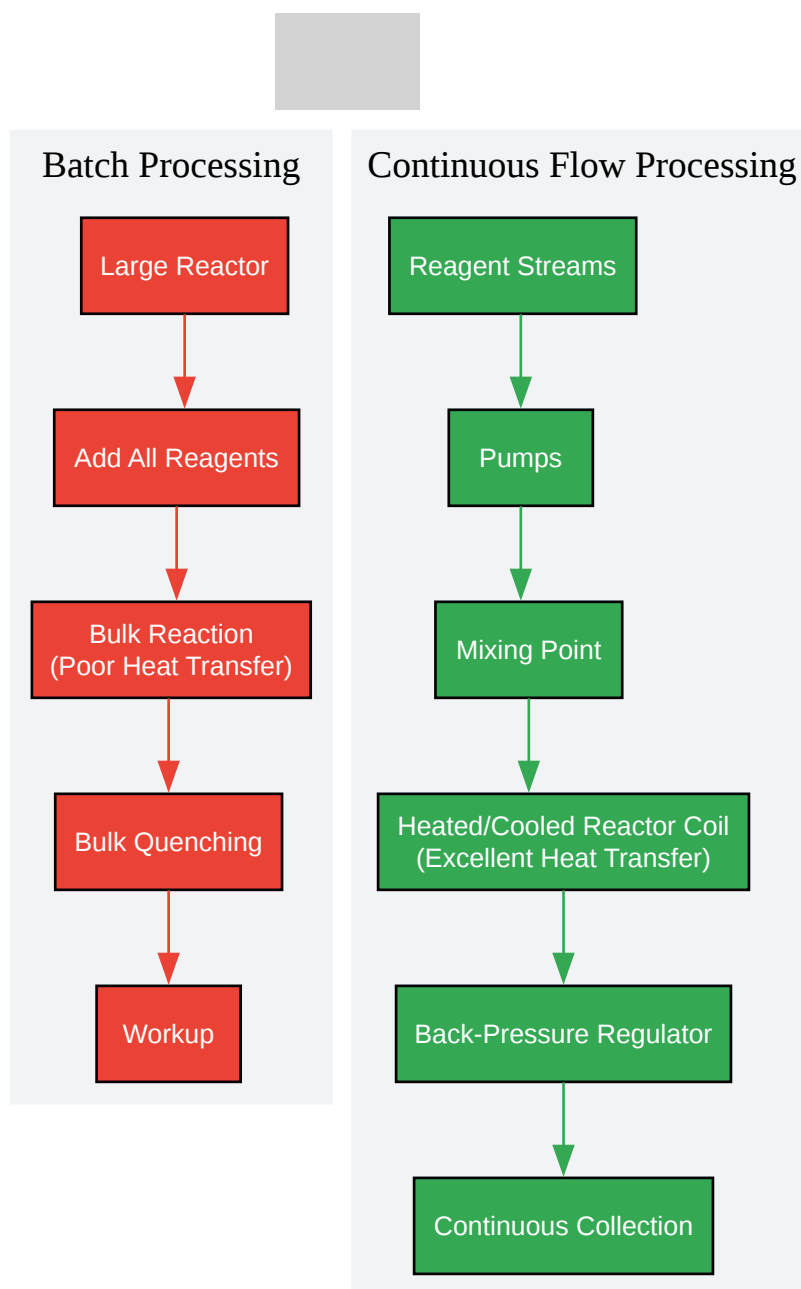 Batch Processing
Large Reactor
Add All Reagents
Bulk Reaction
(Poor Heat Transfer)
Bulk Quenching
Workup
Continuous Flow Processing
Reagent Streams
Pumps
Mixing Point
Heated/Cooled Reactor Coil
(Excellent Heat Transfer)
Back-Pressure Regulator
Continuous Collection